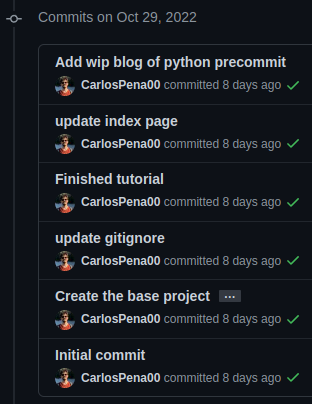 Commits on Oct 29, 2022
Add wip blog of python precommit
CarlosPena00 committed 8 days ago
update index page
CarlosPena00 committed 8 days ago
Finished tutorial
CarlosPena00 committed 8 days ago
update gitignore
CarlosPena00 committed 8 days ago
Create the base project ...
CarlosPena00 committed 8 days ago
Initial commit
CarlosPena00 committed 8 days ago